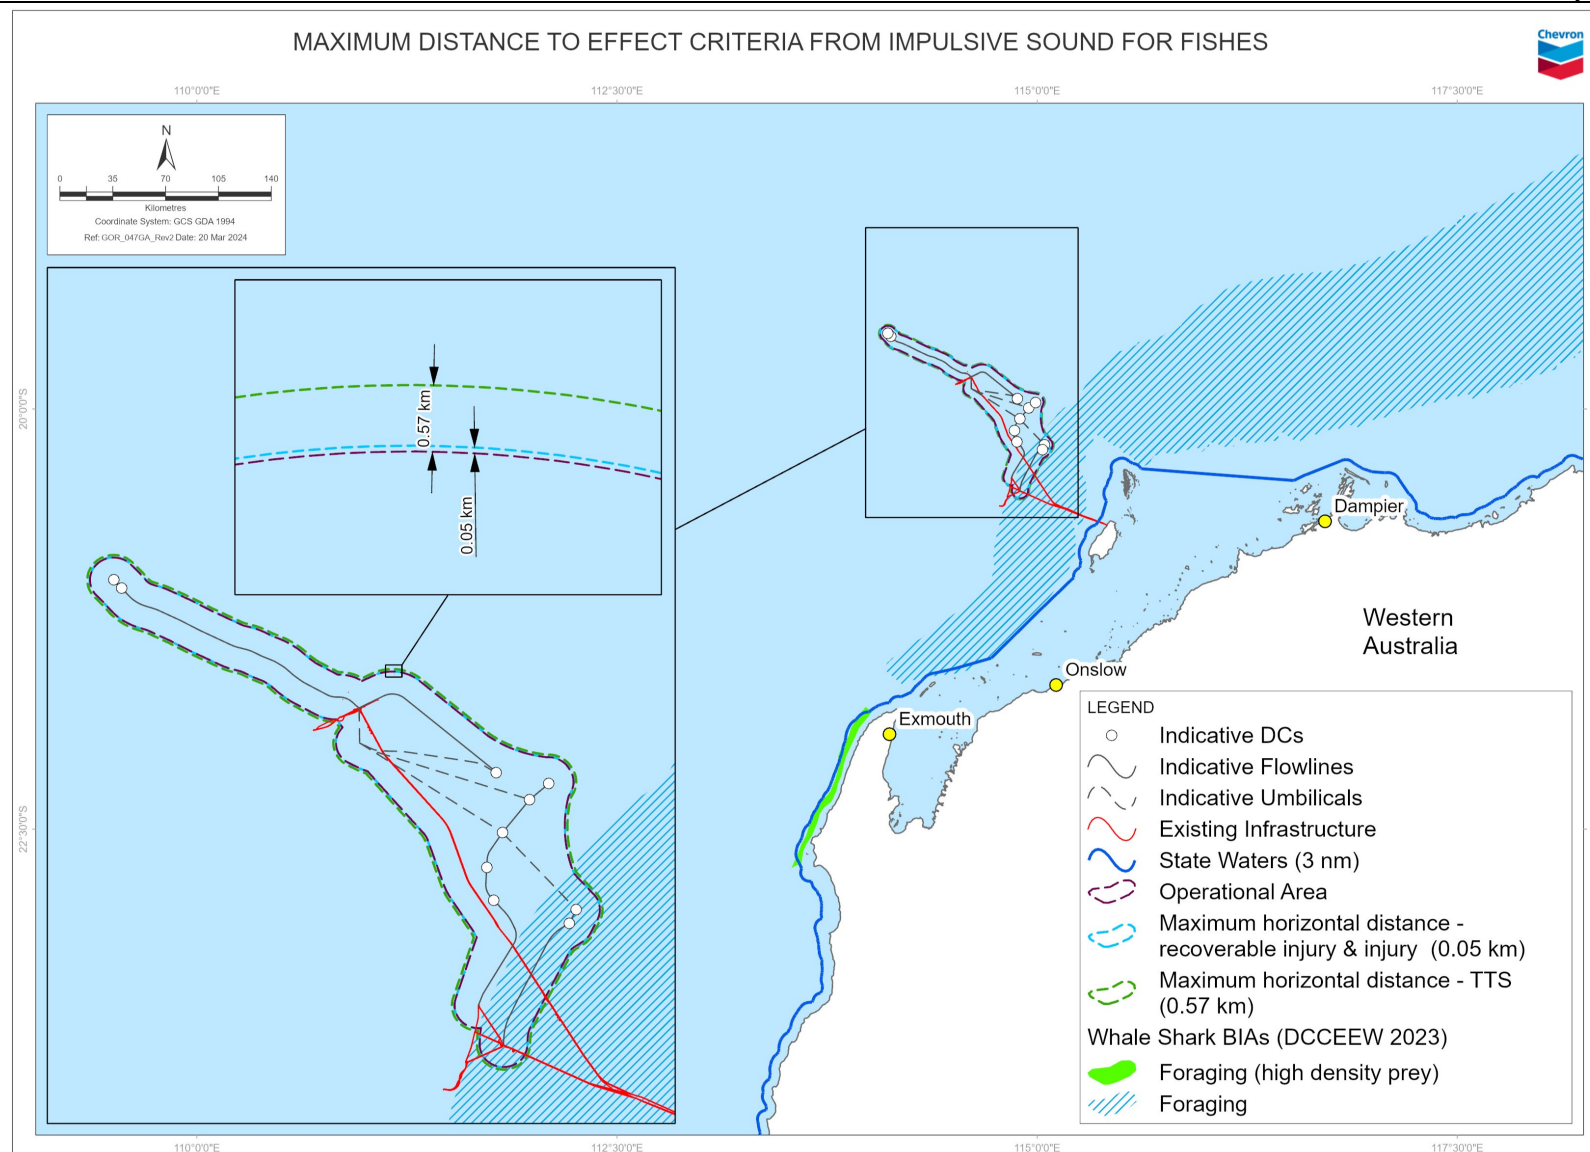 MAXIMUM DISTANCE TO EFFECT CRITERIA FROM IMPULSIVE SOUND FOR FISHES
Chevron
110°0'0"E
112°30'0"E
115°0'0"E
117°30'0"E
N
0 35 70 105 140
Kilometres
Coordinate System: GCS GDA 1994
Ref: GOR_047GA_Rev2 Date: 20 Mar 2024
0.57 km
0.05 km
20°0'0"S
22°30'0"S
Dampier
Western
Australia
Onslow
Exmouth
LEGEND
Indicative DCs
Indicative Flowlines
Indicative Umbilicals
Existing Infrastructure
State Waters (3 nm)
Operational Area
Maximum horizontal distance -
recoverable injury & injury (0.05 km)
Maximum horizontal distance - TTS
(0.57 km)
Whale Shark BIAs (DCCEEW 2023)
Foraging (high density prey)
Foraging
110°0'0"E
112°30'0"E
115°0'0"E
117°30'0"E